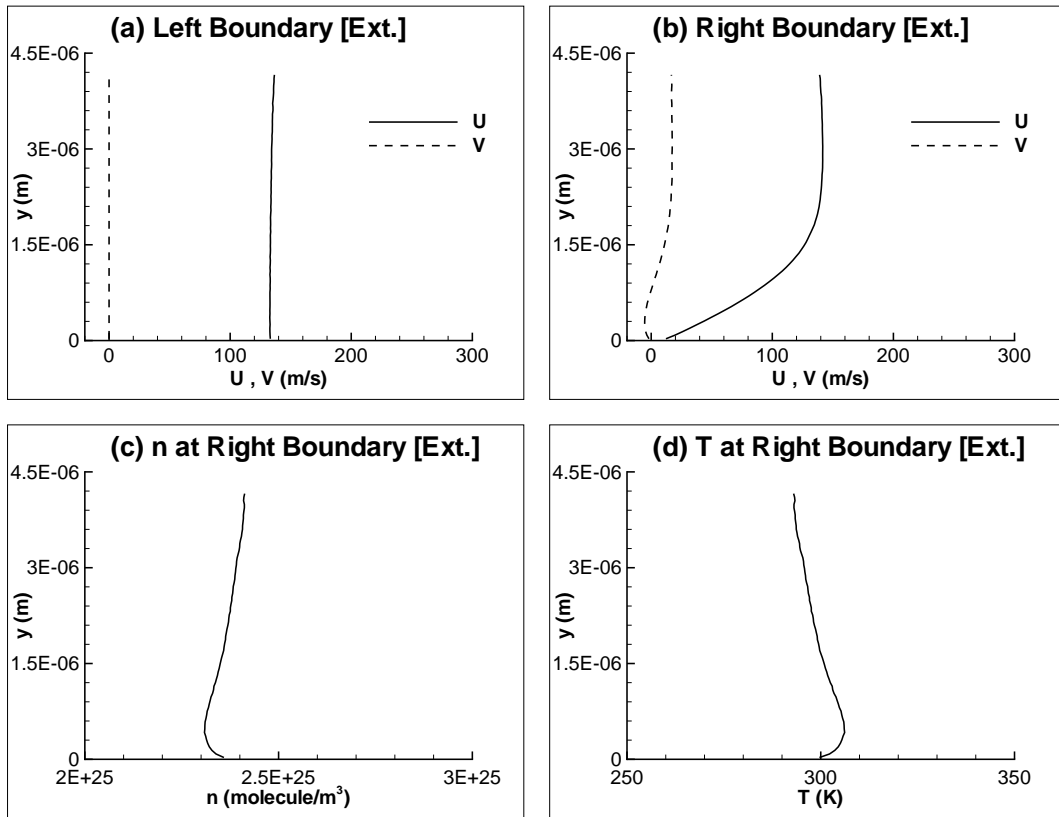 (a) Left Boundary [Ext.]
4.5E-06
3E-06
1.5E-06
0
y (m)
U
V
0 100 200 300
U , V (m/s)
(b) Right Boundary [Ext.]
4.5E-06
3E-06
1.5E-06
0
y (m)
U
V
0 100 200 300
U , V (m/s)
(c) n at Right Boundary [Ext.]
4.5E-06
3E-06
1.5E-06
0
y (m)
2E+25 2.5E+25 3E+25
n (molecule/m³)
(d) T at Right Boundary [Ext.]
4.5E-06
3E-06
1.5E-06
0
y (m)
250 300 350
T (K)